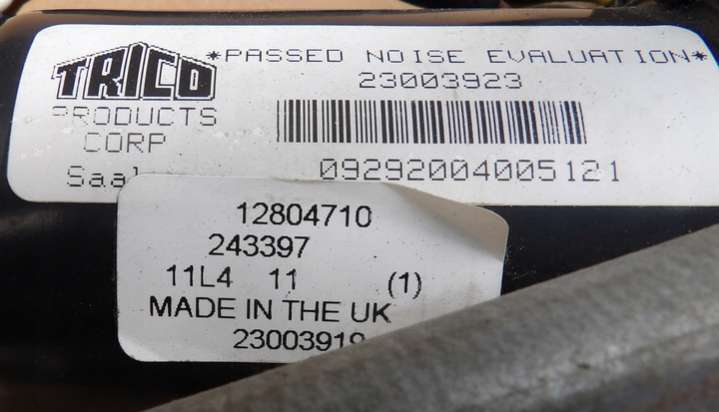 TRICO
*PASSED NOISE EVALUATION*
23003923
PRODUCTS
CORP
09292004005121
12804710
243397
11L4 11 (1)
MADE IN THE UK